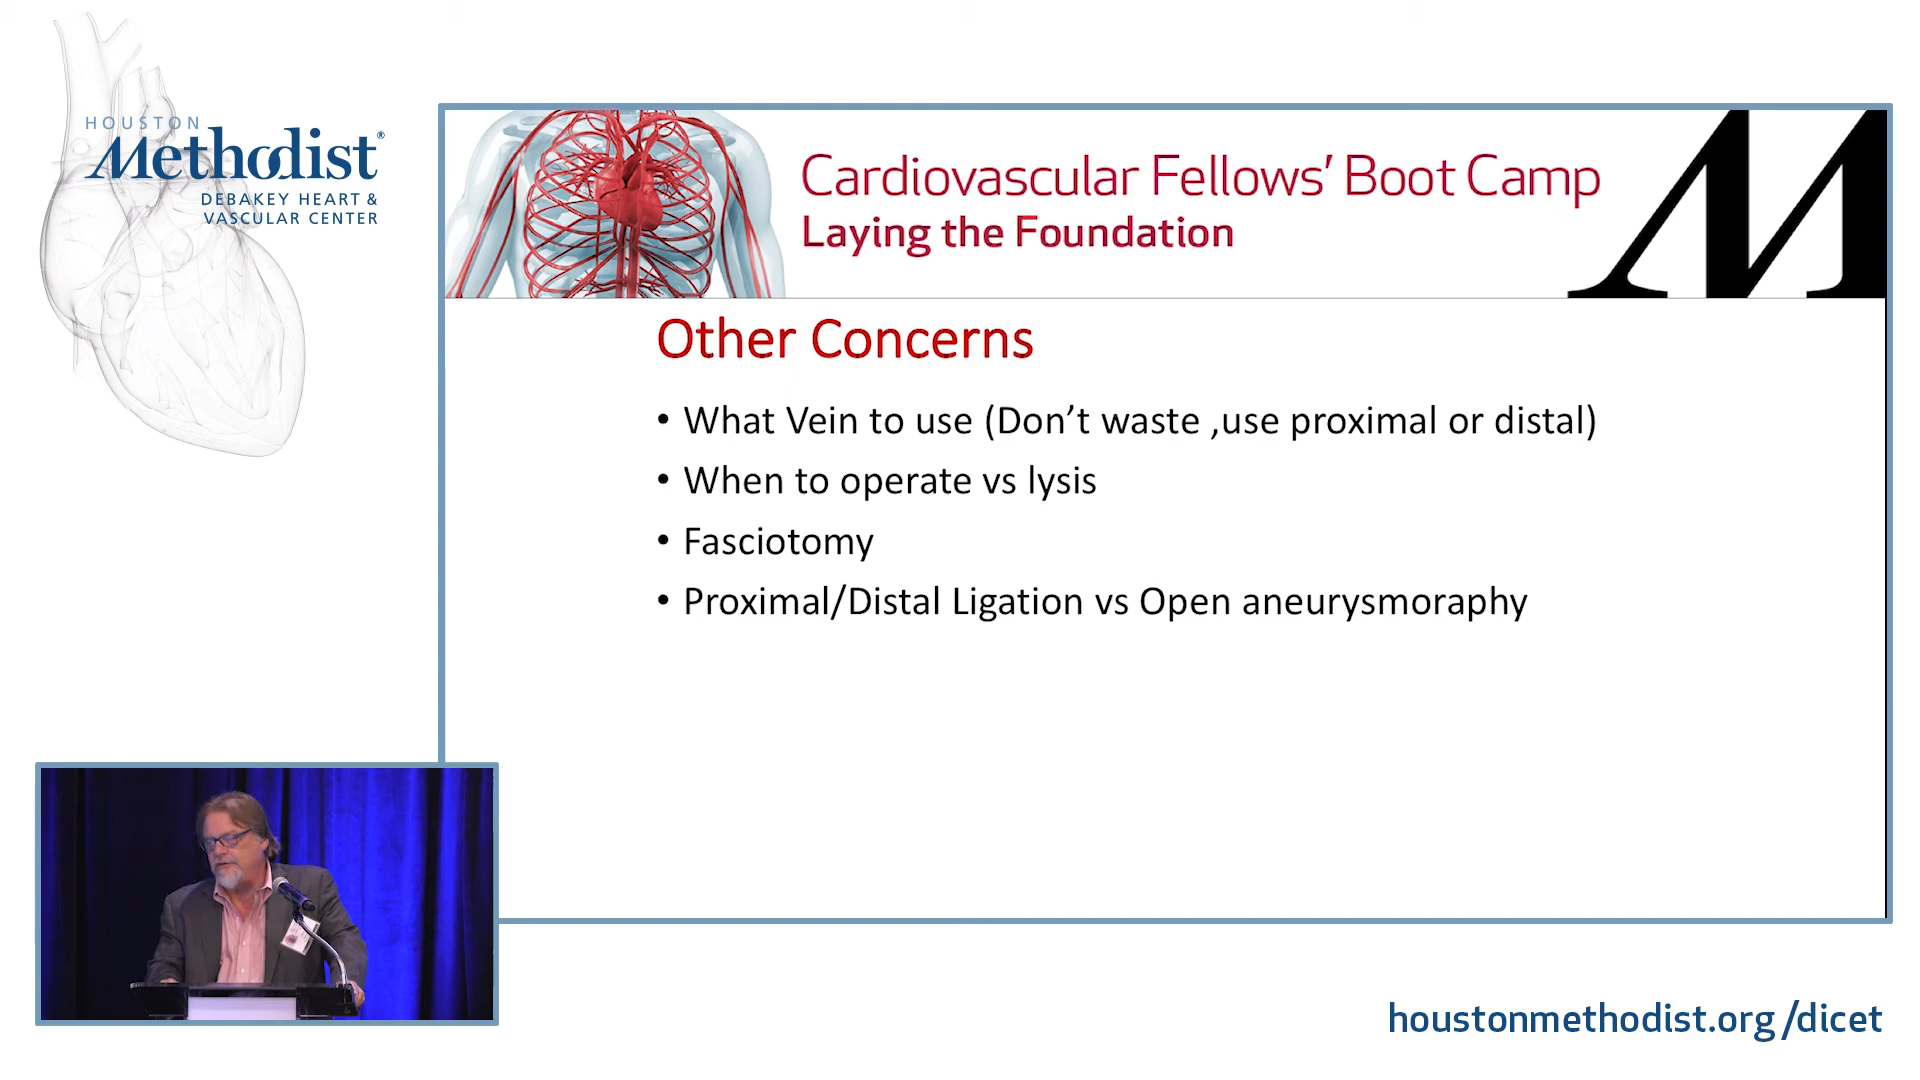 HOUSTON
Methodist®
DEBAKEY HEART &
VASCULAR CENTER
Cardiovascular Fellows’ Boot Camp
Laying the Foundation
M
Other Concerns
• What Vein to use (Don’t waste ,use proximal or distal)
• When to operate vs lysis
• Fasciotomy
• Proximal/Distal Ligation vs Open aneurysmoraphy
houstonmethodist.org/dicet